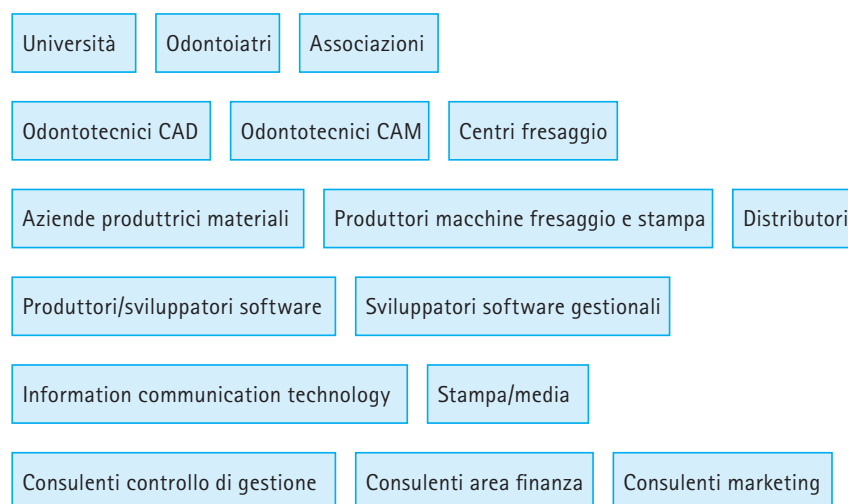 Università Odontoiatri Associazioni
Odontotecnici CAD Odontotecnici CAM Centri fresaggio
Aziende produttrici materiali Produttori macchine fresaggio e stampa Distributori
Produttori/sviluppatori software Sviluppatori software gestionali
Information communication technology Stampa/media
Consulenti controllo di gestione Consulenti area finanza Consulenti marketing